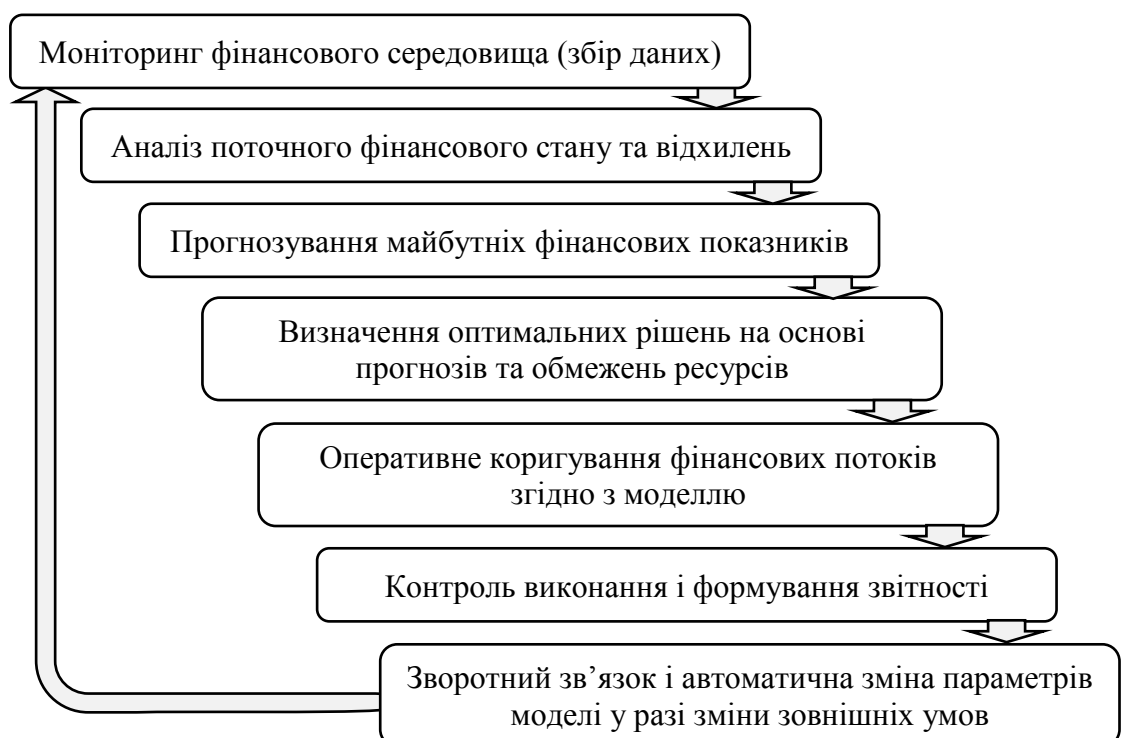 Моніторинг фінансового середовища (збір даних)
Аналіз поточного фінансового стану та відхилень
Прогнозування майбутніх фінансових показників
Визначення оптимальних рішень на основі
прогнозів та обмежень ресурсів
Оперативне коригування фінансових потоків
згідно з моделлю
Контроль виконання і формування звітності
Зворотний зв’язок і автоматична зміна параметрів
моделі у разі зміни зовнішніх умов